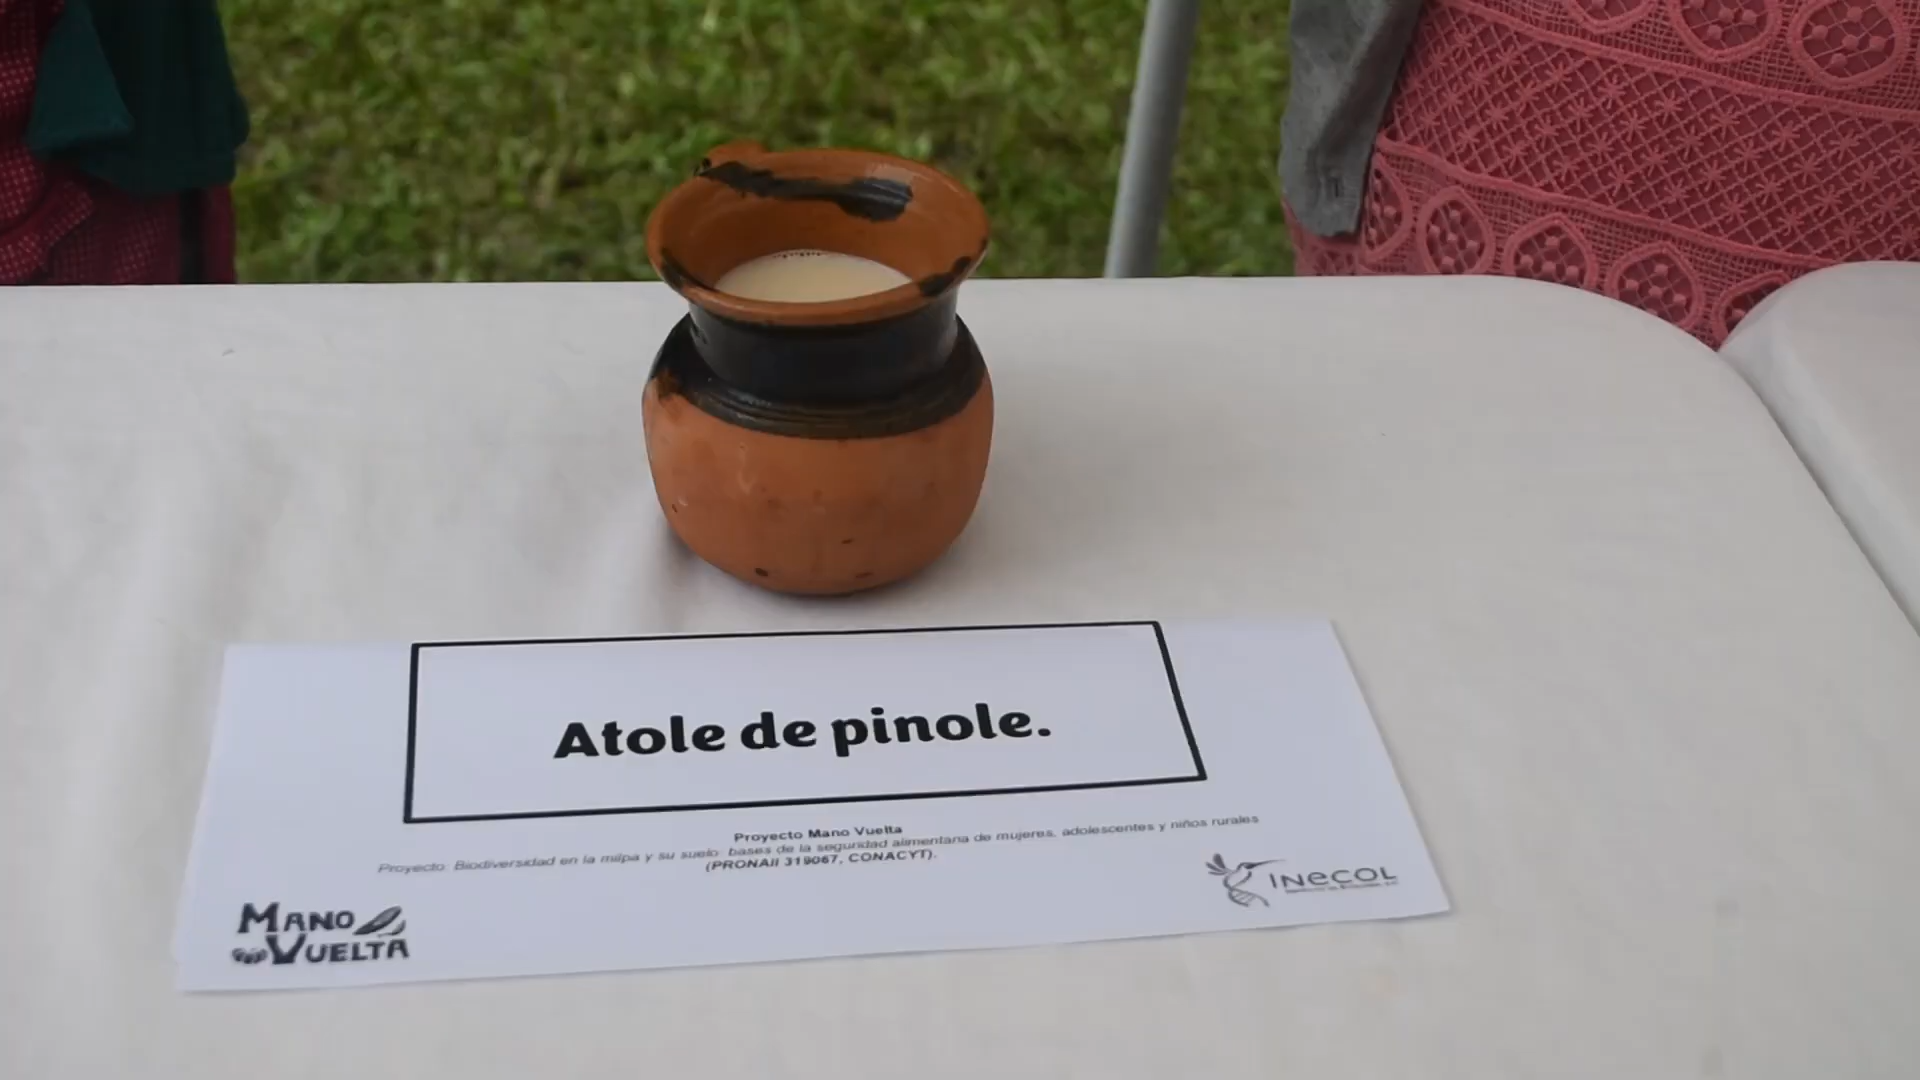 Atole de pinole.
Proyecto Mano Vuelta
Proyecto: Biodiversidad en la milpa y su suelo: bases de la seguridad alimentaria de mujeres, adolescentes y niños rurales
(PRONAII 319067, CONACYT).
MANO
VUELTA
INECOL